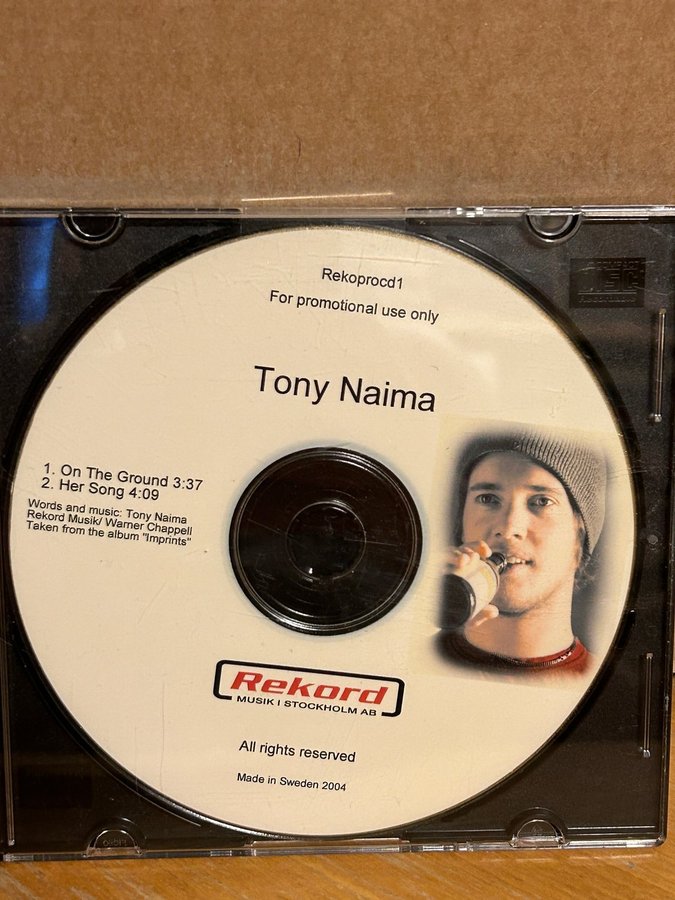 Rekoprocd1
For promotional use only
Tony Naima
1. On The Ground 3:37
2. Her Song 4:09
Words and music: Tony Naima
Rekord Musik/ Warner Chappell
Taken from the album "Imprints"
Rekord
MUSIK I STOCKHOLM AB
All rights reserved
Made in Sweden 2004